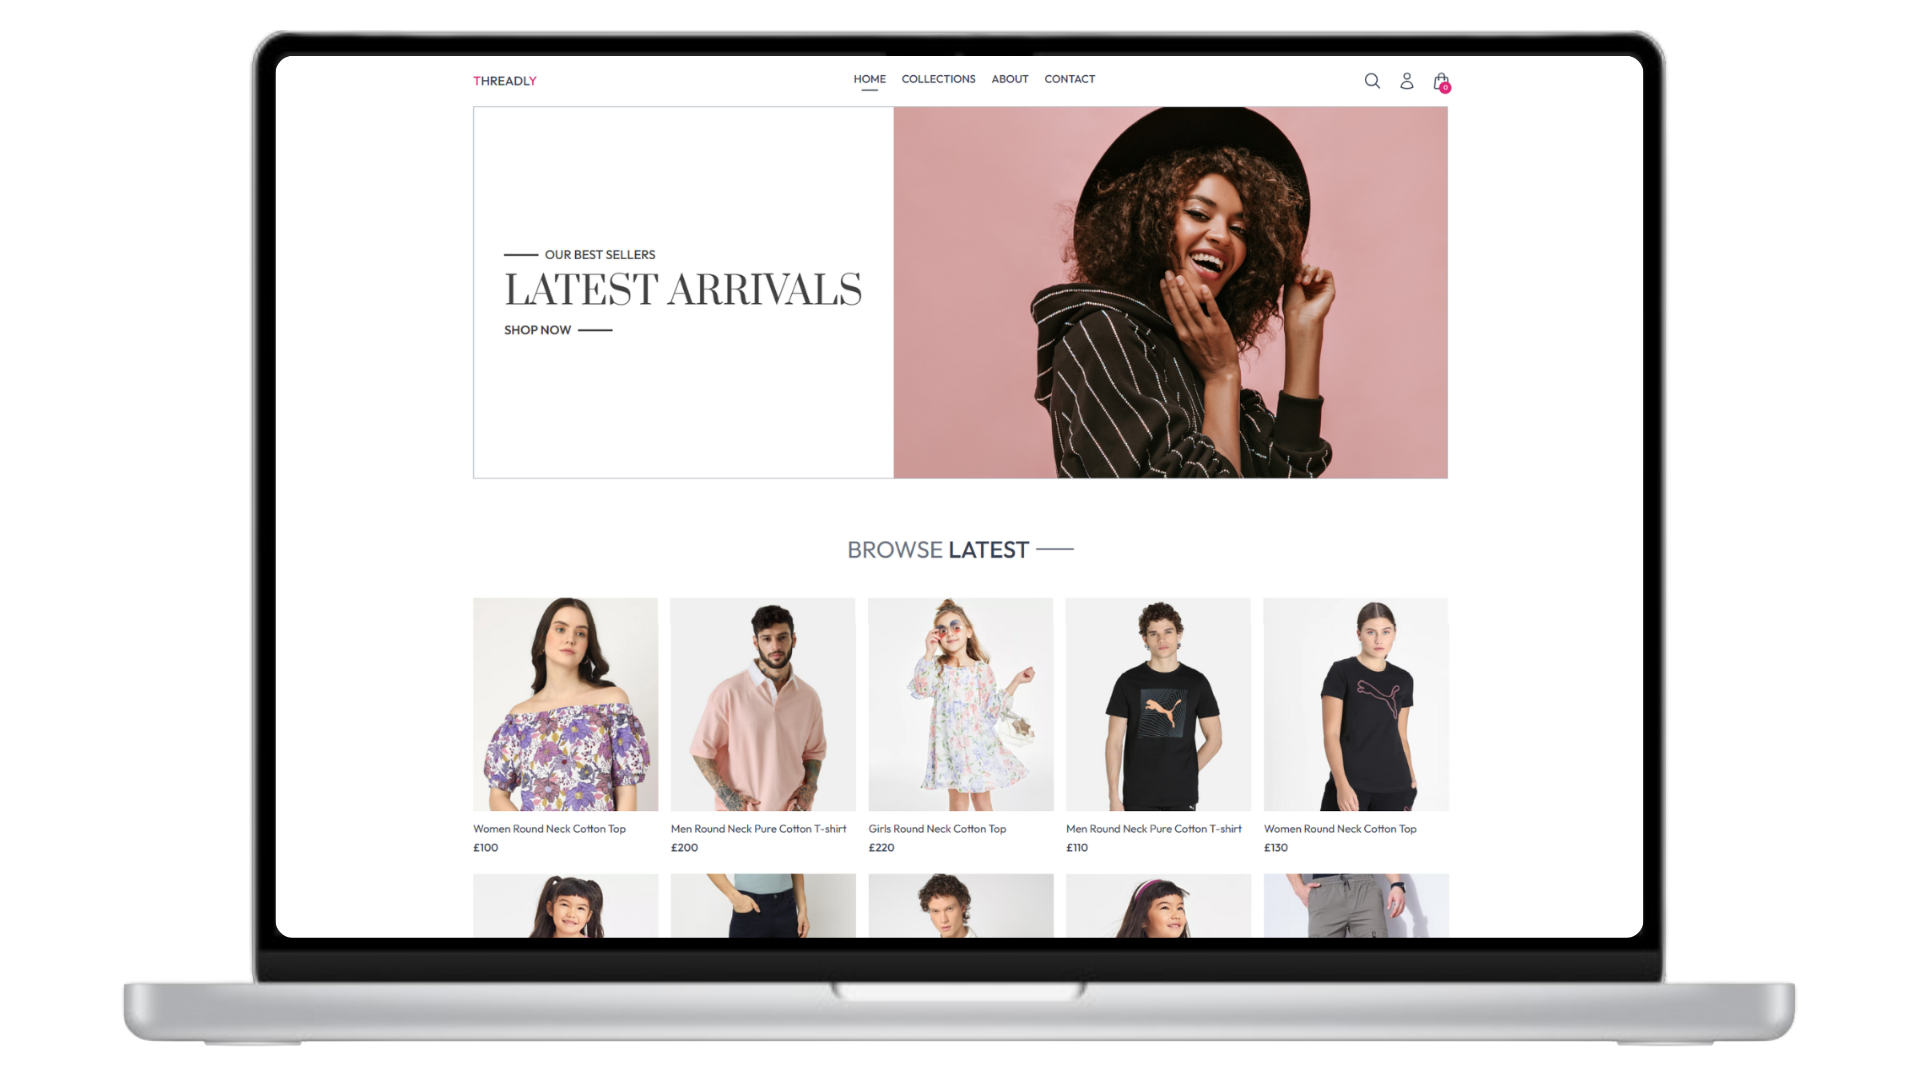 THREADLY
HOME COLLECTIONS ABOUT CONTACT
0
OUR BEST SELLERS
LATEST ARRIVALS
SHOP NOW
BROWSE LATEST
Women Round Neck Cotton Top
£100
Men Round Neck Pure Cotton T-shirt
£200
Girls Round Neck Cotton Top
£220
Men Round Neck Pure Cotton T-shirt
£110
Women Round Neck Cotton Top
£130